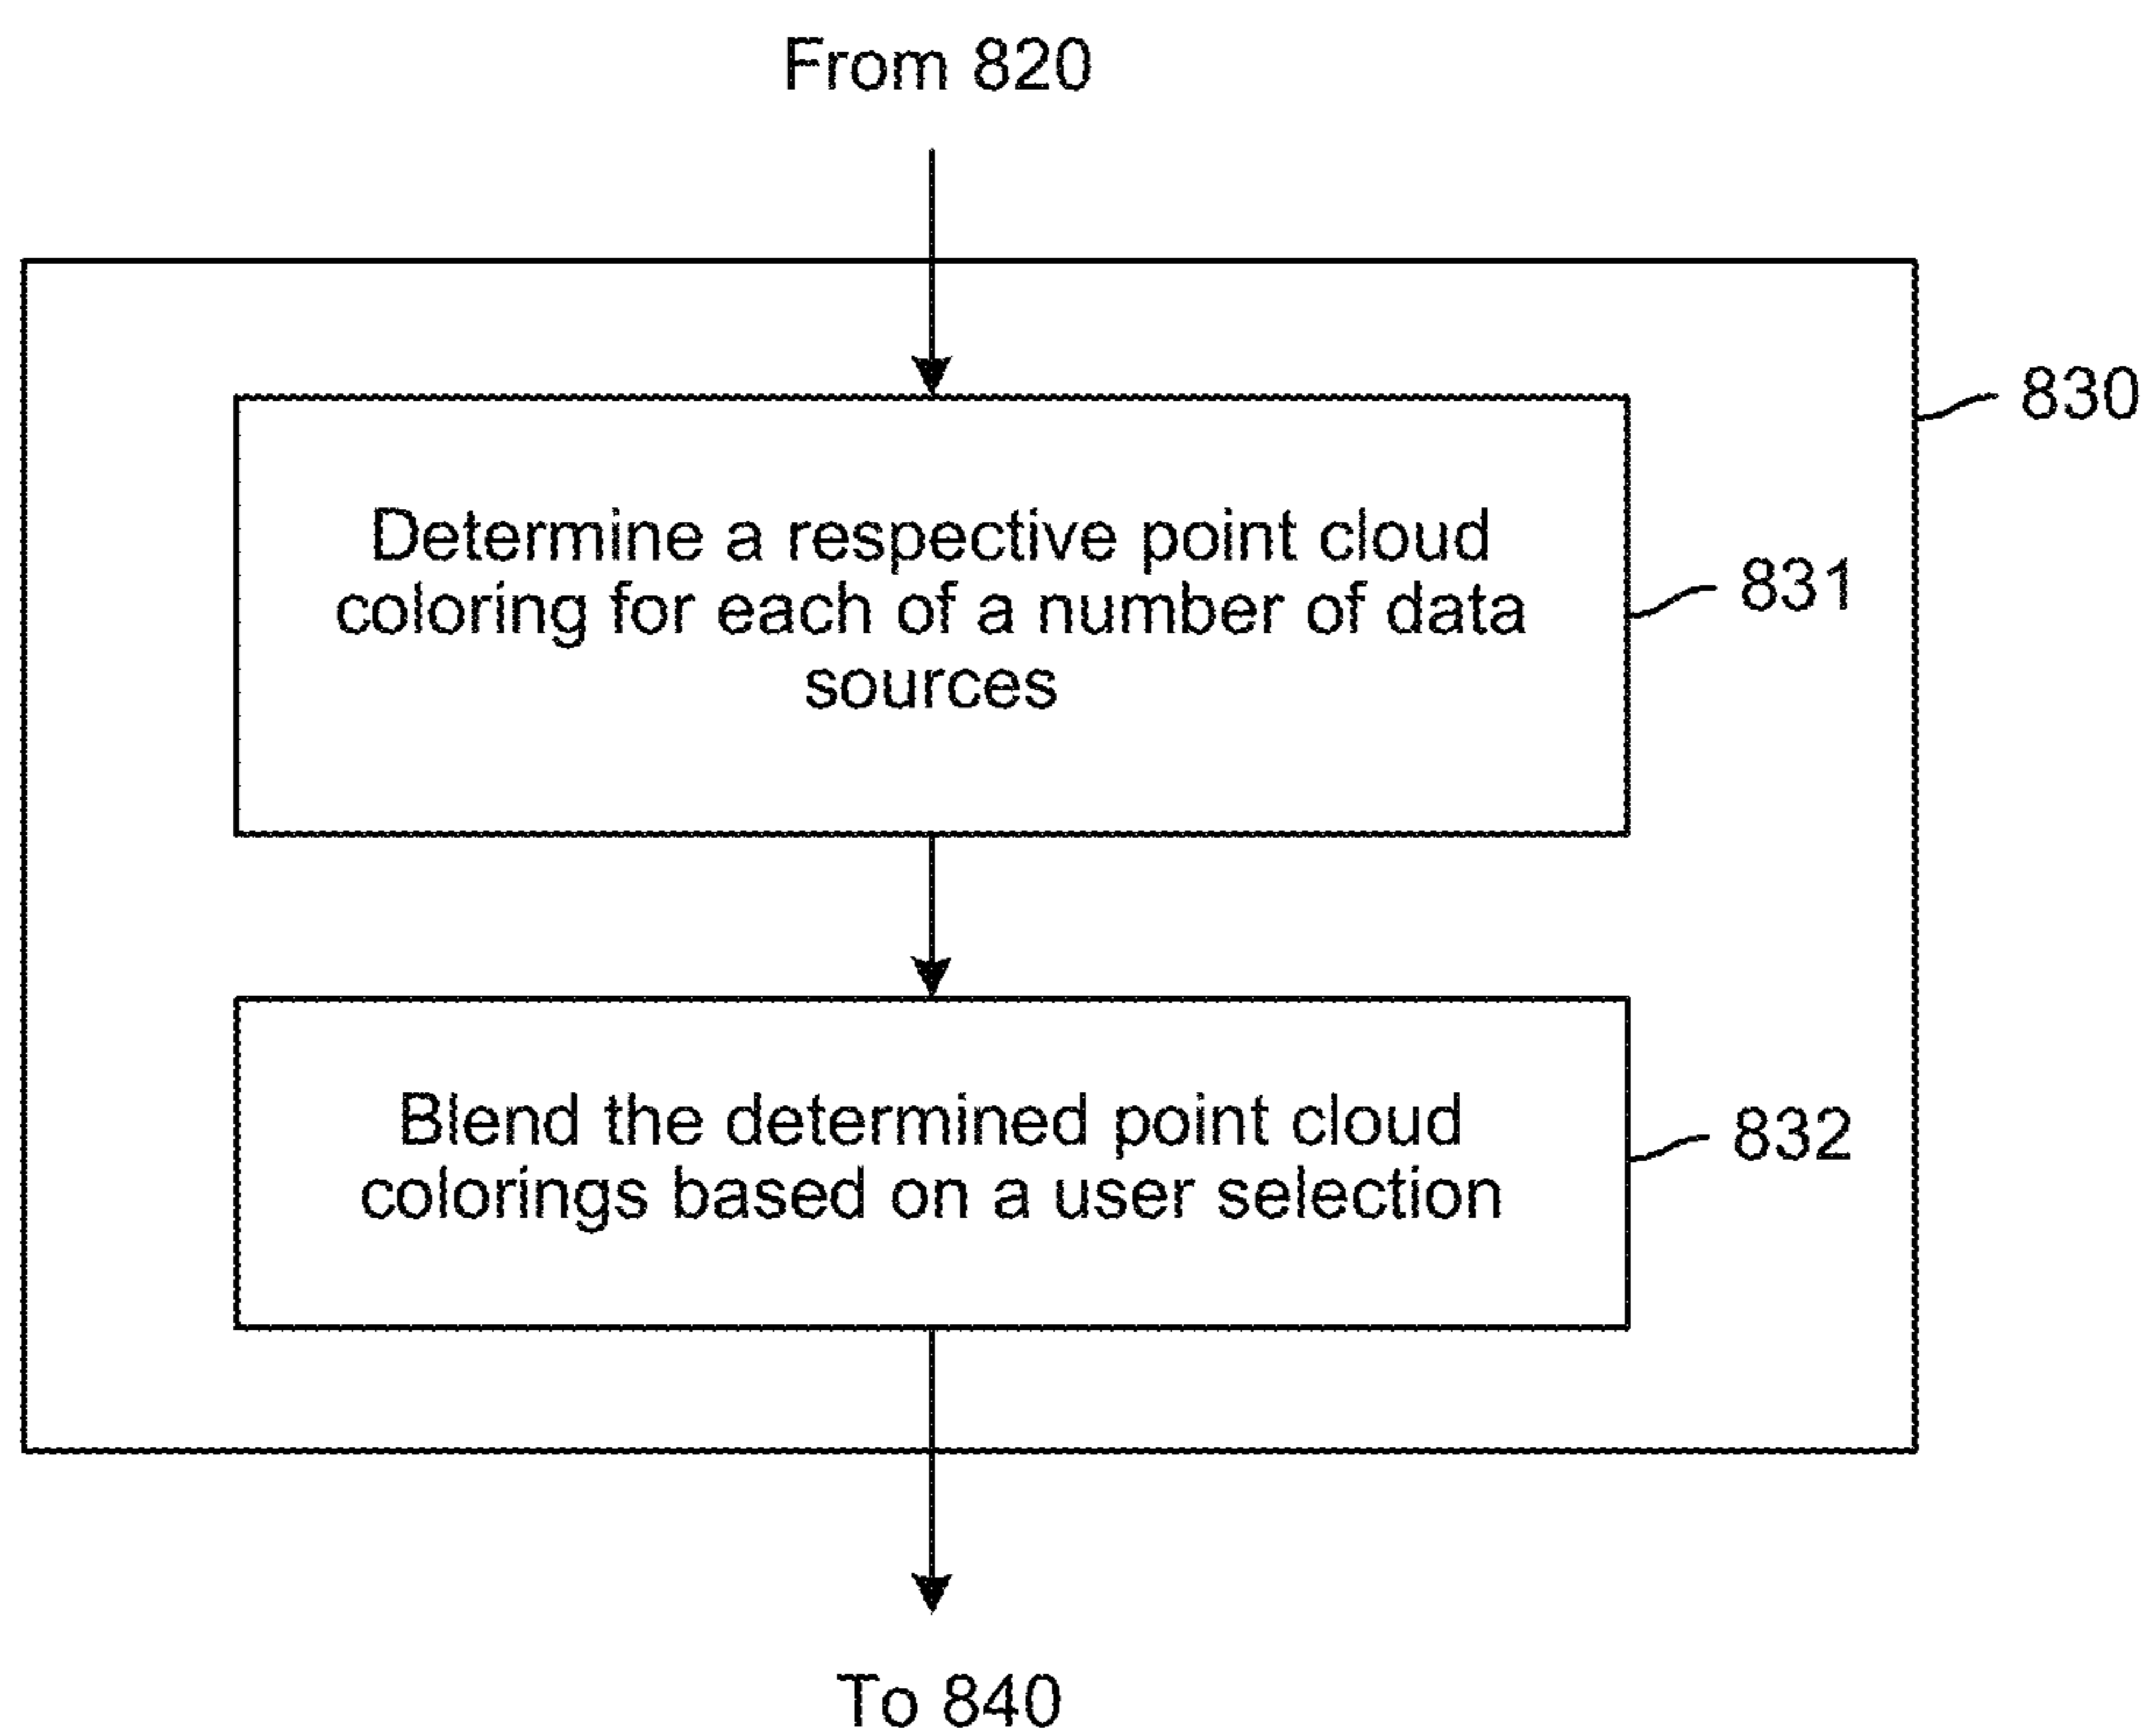 From 820
830
Determine a respective point cloud
coloring for each of a number of data
sources
831
Blend the determined point cloud
colorings based on a user selection
832
To 840